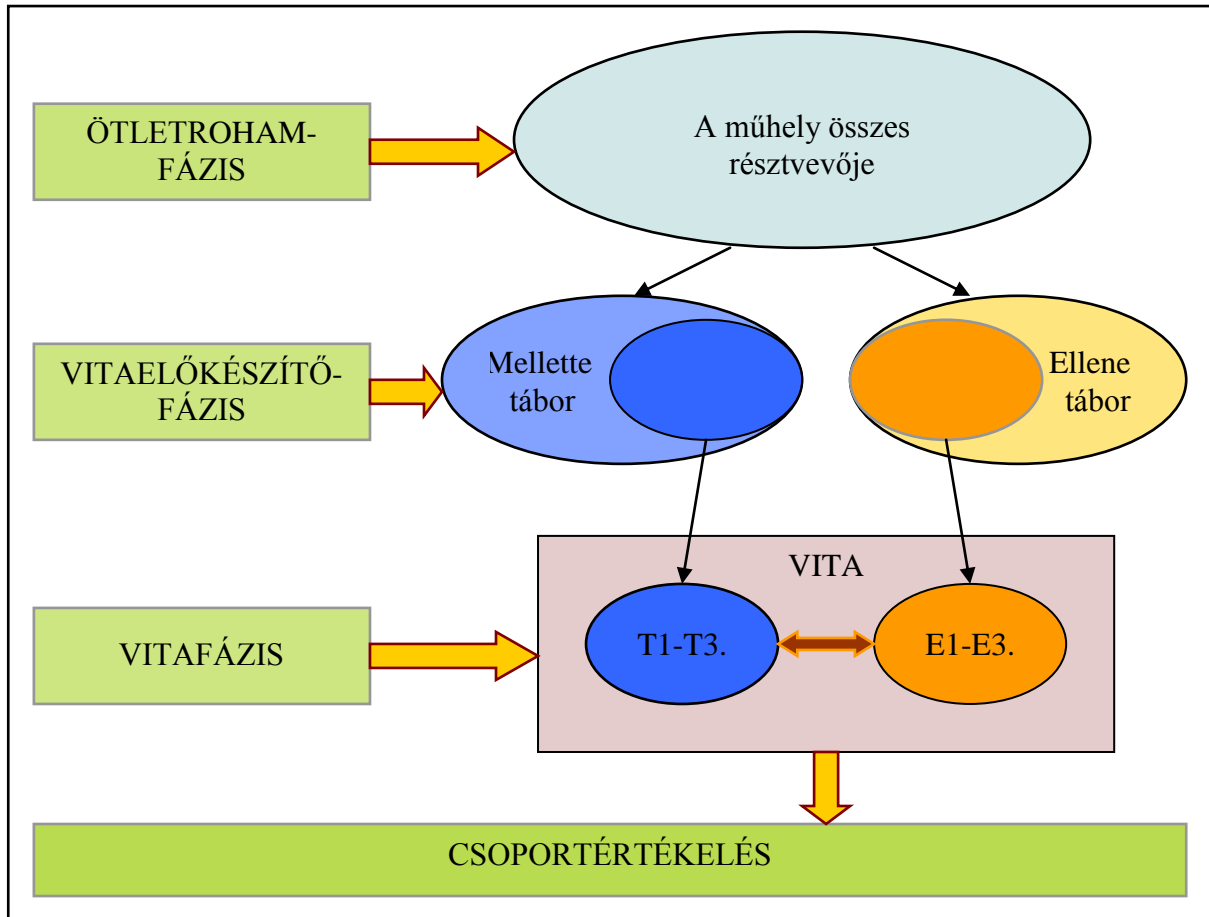 ÖTLETROHAM-
FÁZIS
A műhely összes
résztvevője
VITAELŐKÉSZÍTŐ-
FÁZIS
Mellette
tábor
Ellene
tábor
VITAFÁZIS
VITA
T1-T3.
E1-E3.
CSOPORTÉRTÉKELÉS